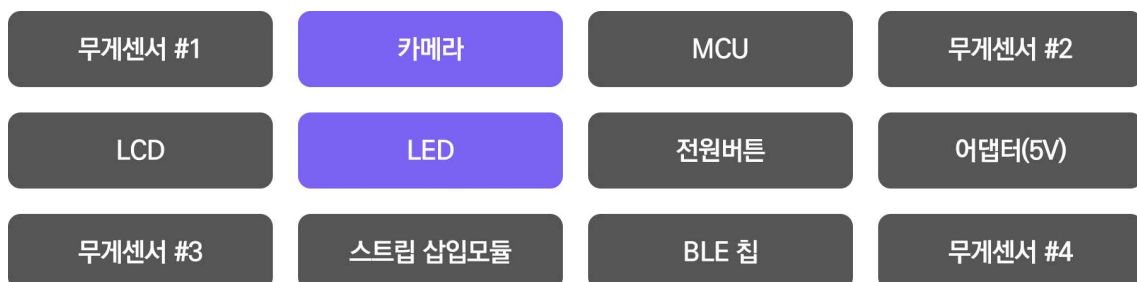 무게센서 #1 카메라 MCU 무게센서 #2
LCD LED 전원버튼 어댑터(5V)
무게센서 #3 스트립 삽입모듈 BLE 칩 무게센서 #4